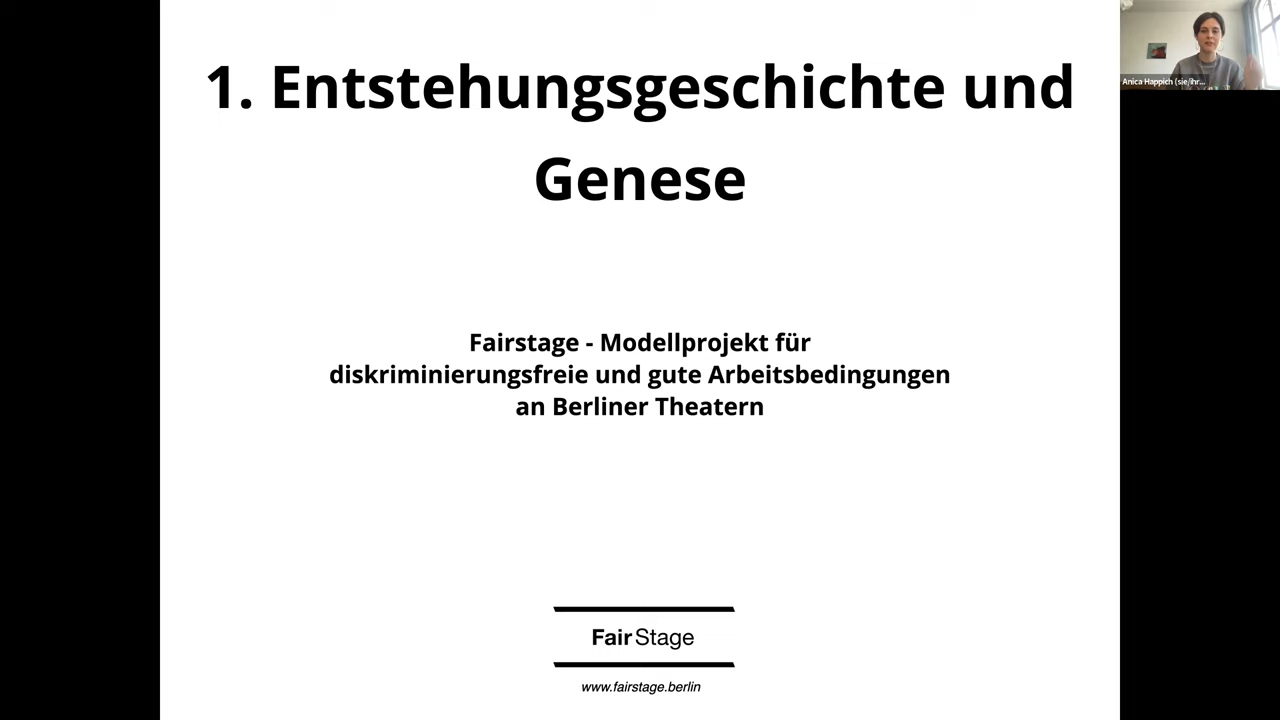 1. Entstehungsgeschichte und
Genese
Fairstage - Modellprojekt für
diskriminierungsfreie und gute Arbeitsbedingungen
an Berliner Theatern
FairStage
www.fairstage.berlin
Anica Happich (sie/ihr...